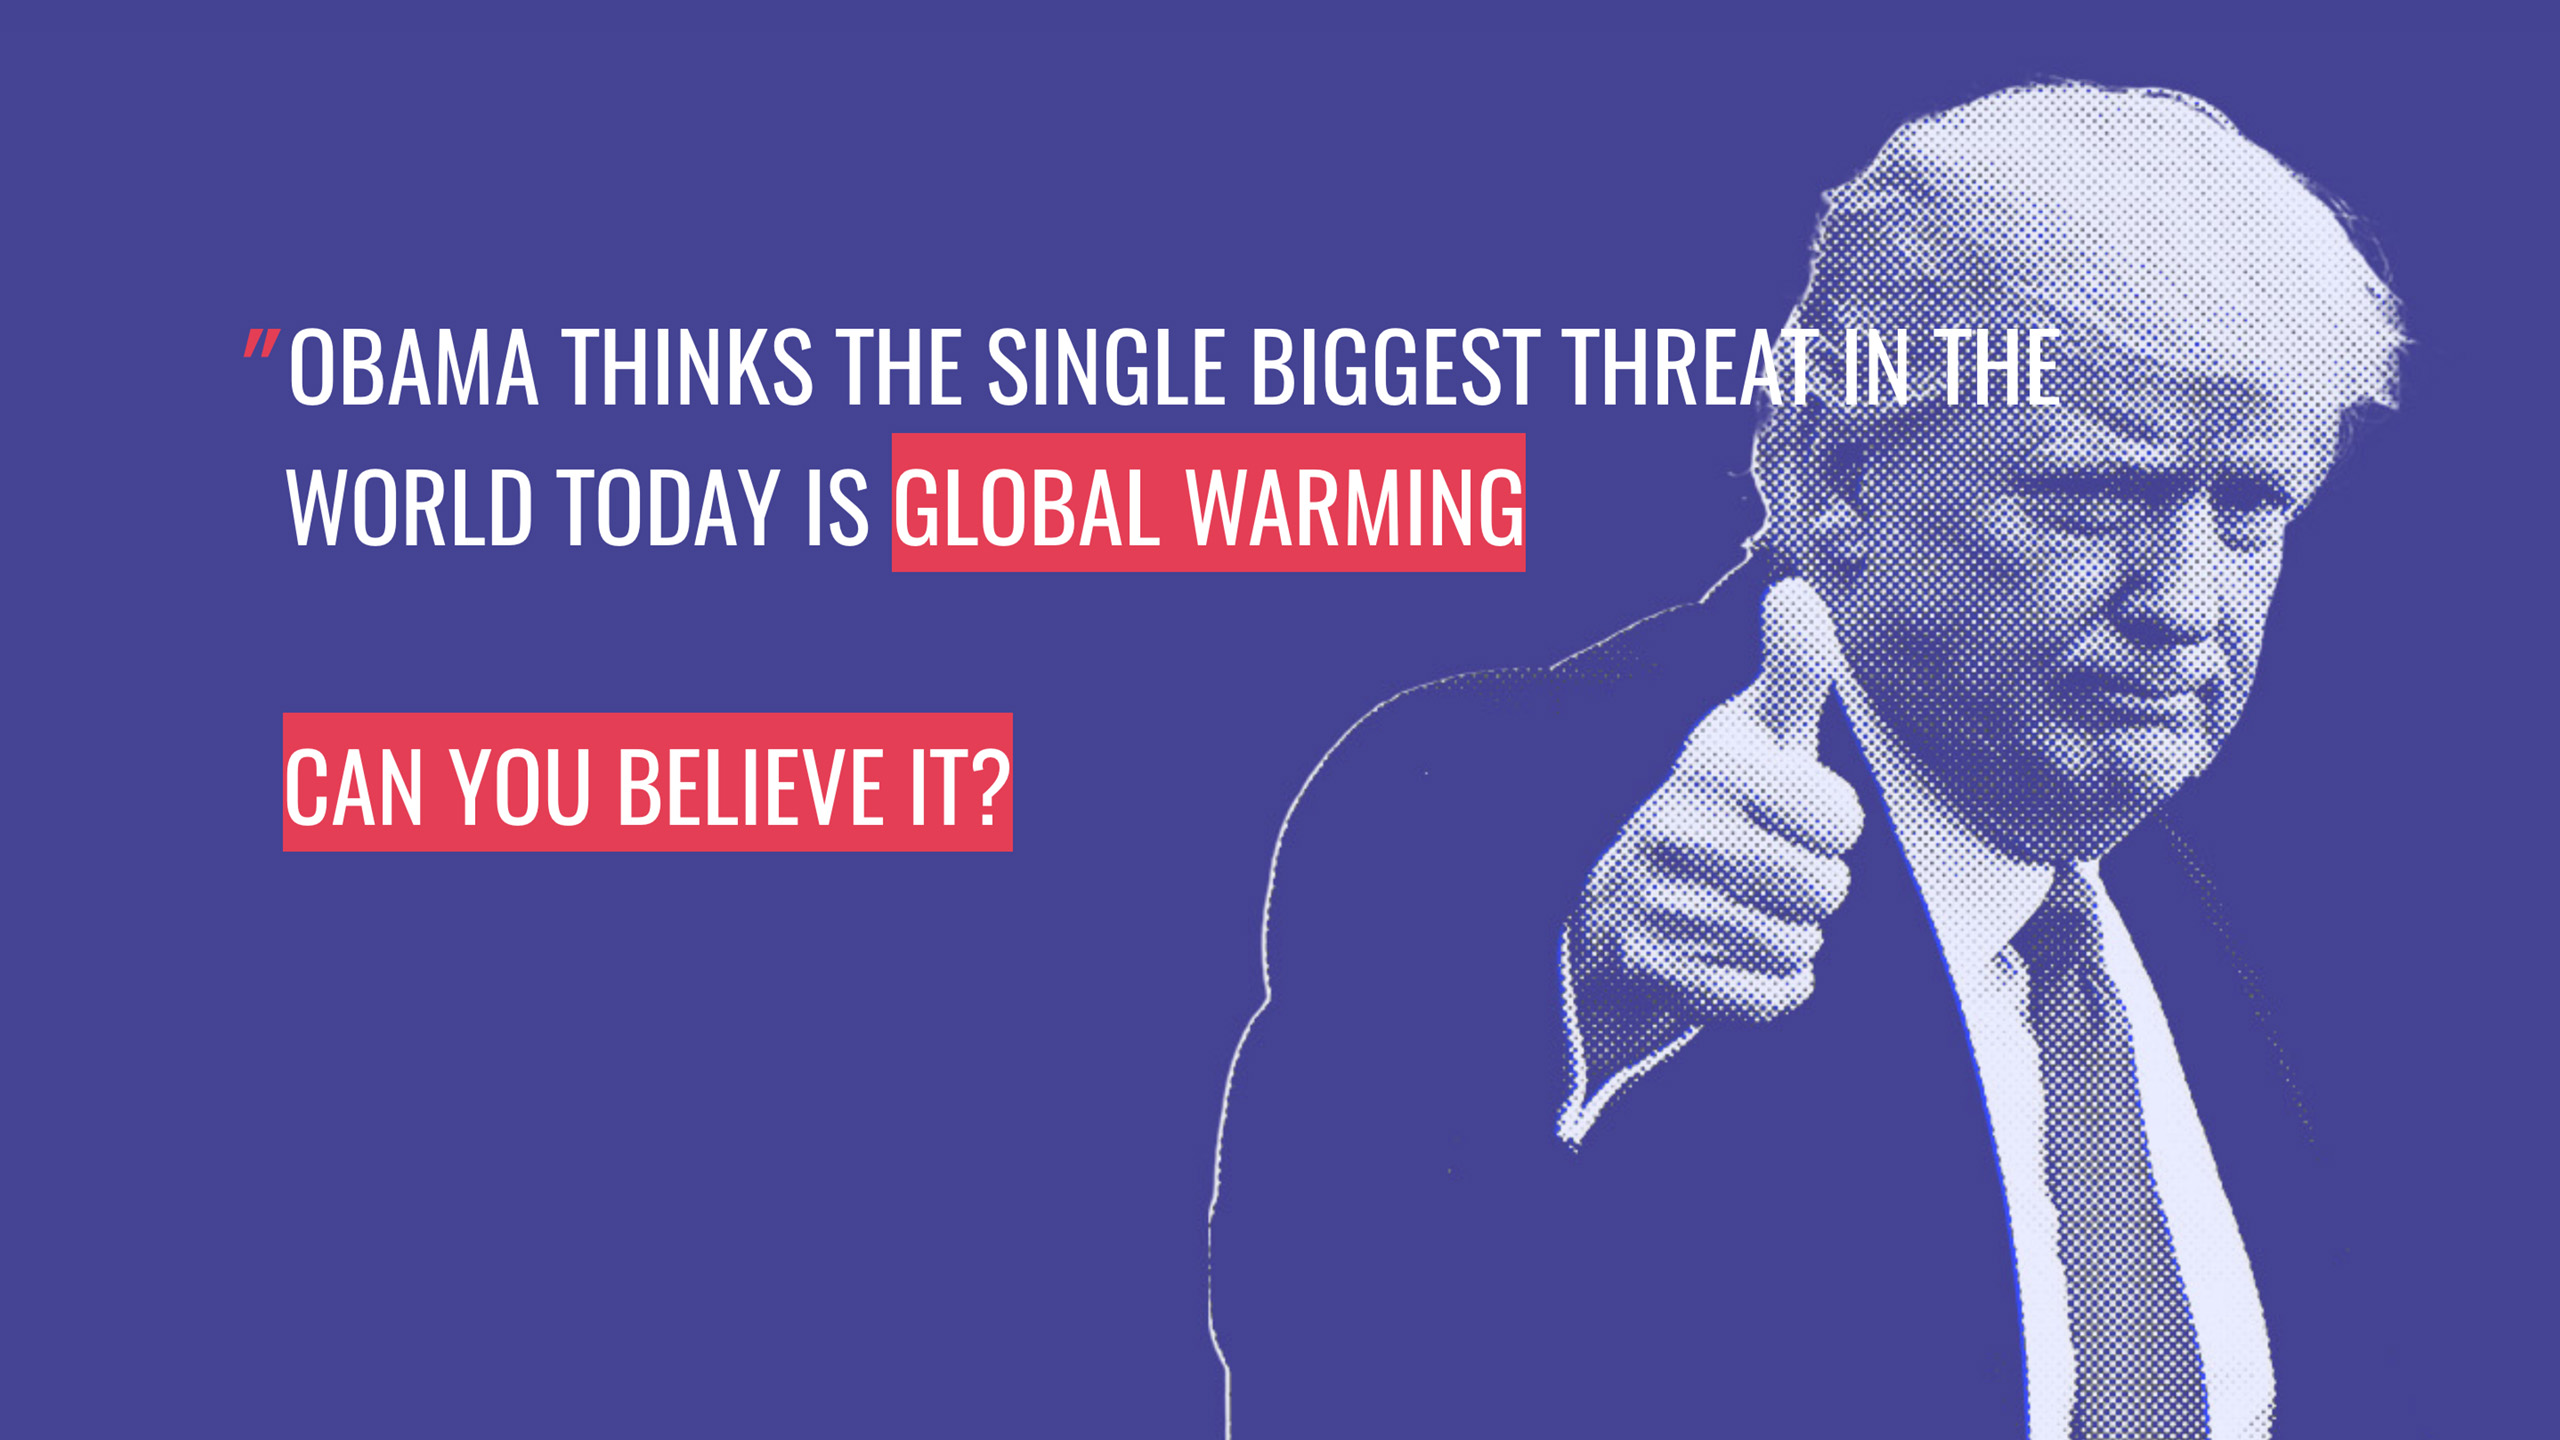 "OBAMA THINKS THE SINGLE BIGGEST THREAT IN THE
WORLD TODAY IS GLOBAL WARMING
CAN YOU BELIEVE IT?